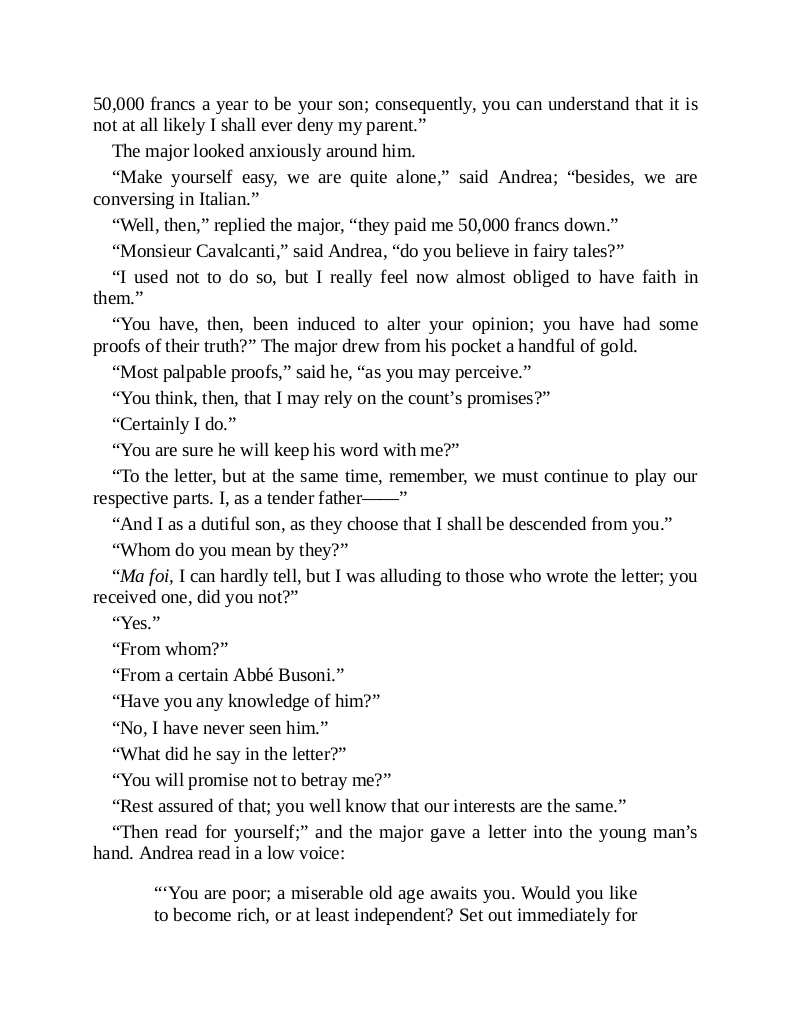 50,000 francs a year to be your son; consequently, you can understand that it is
not at all likely I shall ever deny my parent.”
The major looked anxiously around him.
“Make yourself easy, we are quite alone,” said Andrea; “besides, we are
conversing in Italian.”
“Well, then,” replied the major, “they paid me 50,000 francs down.”
“Monsieur Cavalcanti,” said Andrea, “do you believe in fairy tales?”
“I used not to do so, but I really feel now almost obliged to have faith in
them.”
“You have, then, been induced to alter your opinion; you have had some
proofs of their truth?” The major drew from his pocket a handful of gold.
“Most palpable proofs,” said he, “as you may perceive.”
“You think, then, that I may rely on the count’s promises?”
“Certainly I do.”
“You are sure he will keep his word with me?”
“To the letter, but at the same time, remember, we must continue to play our
respective parts. I, as a tender father——”
“And I as a dutiful son, as they choose that I shall be descended from you.”
“Whom do you mean by they?”
“Ma foi, I can hardly tell, but I was alluding to those who wrote the letter; you
received one, did you not?”
“Yes.”
“From whom?”
“From a certain Abbé Busoni.”
“Have you any knowledge of him?”
“No, I have never seen him.”
“What did he say in the letter?”
“You will promise not to betray me?”
“Rest assured of that; you well know that our interests are the same.”
“Then read for yourself;” and the major gave a letter into the young man’s
hand. Andrea read in a low voice:
“‘You are poor; a miserable old age awaits you. Would you like
to become rich, or at least independent? Set out immediately for